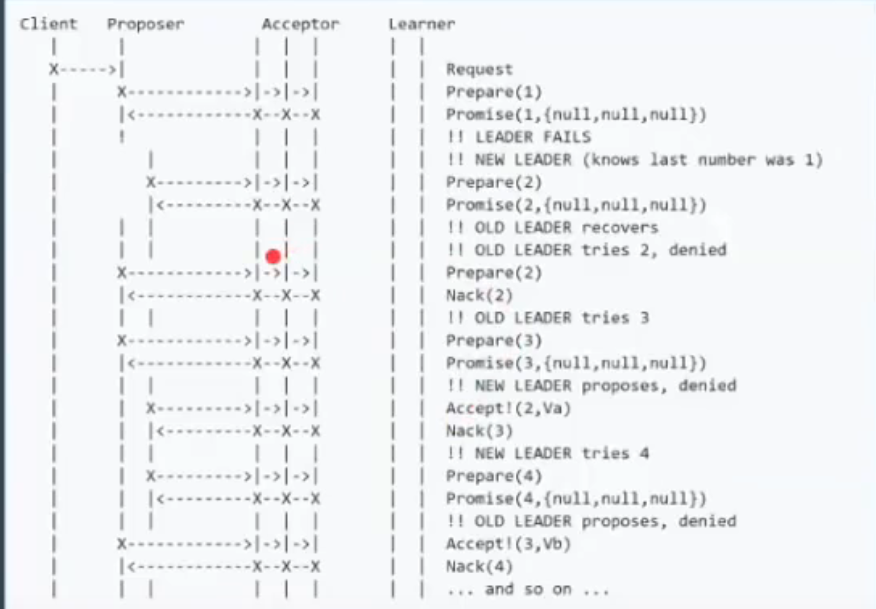 Client   Proposer        Acceptor     Learner
   |      |             |  |  |       |  |
   X----->|             |  |  |       |  |  Request
   |      X------------>|->|->|       |  |  Prepare(1)
   |      |<------------X--X--X       |  |  Promise(1,{null,null,null})
   |      !             |  |  |       |  |  !! LEADER FAILS
   |         |          |  |  |       |  |  !! NEW LEADER (knows last number was 1)
   |         X--------->|->|->|       |  |  Prepare(2)
   |         |<---------X--X--X       |  |  Promise(2,{null,null,null})
   |      |  |          |  |  |       |  |  !! OLD LEADER recovers
   |      |  |          |  |  |       |  |  !! OLD LEADER tries 2, denied
   |      X------------>|->|->|       |  |  Prepare(2)
   |      |<------------X--X--X       |  |  Nack(2)
   |      |  |          |  |  |       |  |  !! OLD LEADER tries 3
   |      X------------>|->|->|       |  |  Prepare(3)
   |      |<------------X--X--X       |  |  Promise(3,{null,null,null})
   |      |  |          |  |  |       |  |  !! NEW LEADER proposes, denied
   |      |  X--------->|->|->|       |  |  Accept!(2,Va)
   |      |  |<---------X--X--X       |  |  Nack(3)
   |      |  |          |  |  |       |  |  !! NEW LEADER tries 4
   |      |  X--------->|->|->|       |  |  Prepare(4)
   |      |  |<---------X--X--X       |  |  Promise(4,{null,null,null})
   |      |  |          |  |  |       |  |  !! OLD LEADER proposes, denied
   |      X------------>|->|->|       |  |  Accept!(3,Vb)
   |      |<------------X--X--X       |  |  Nack(4)
   |      |  |          |  |  |       |  |  ... and so on ...